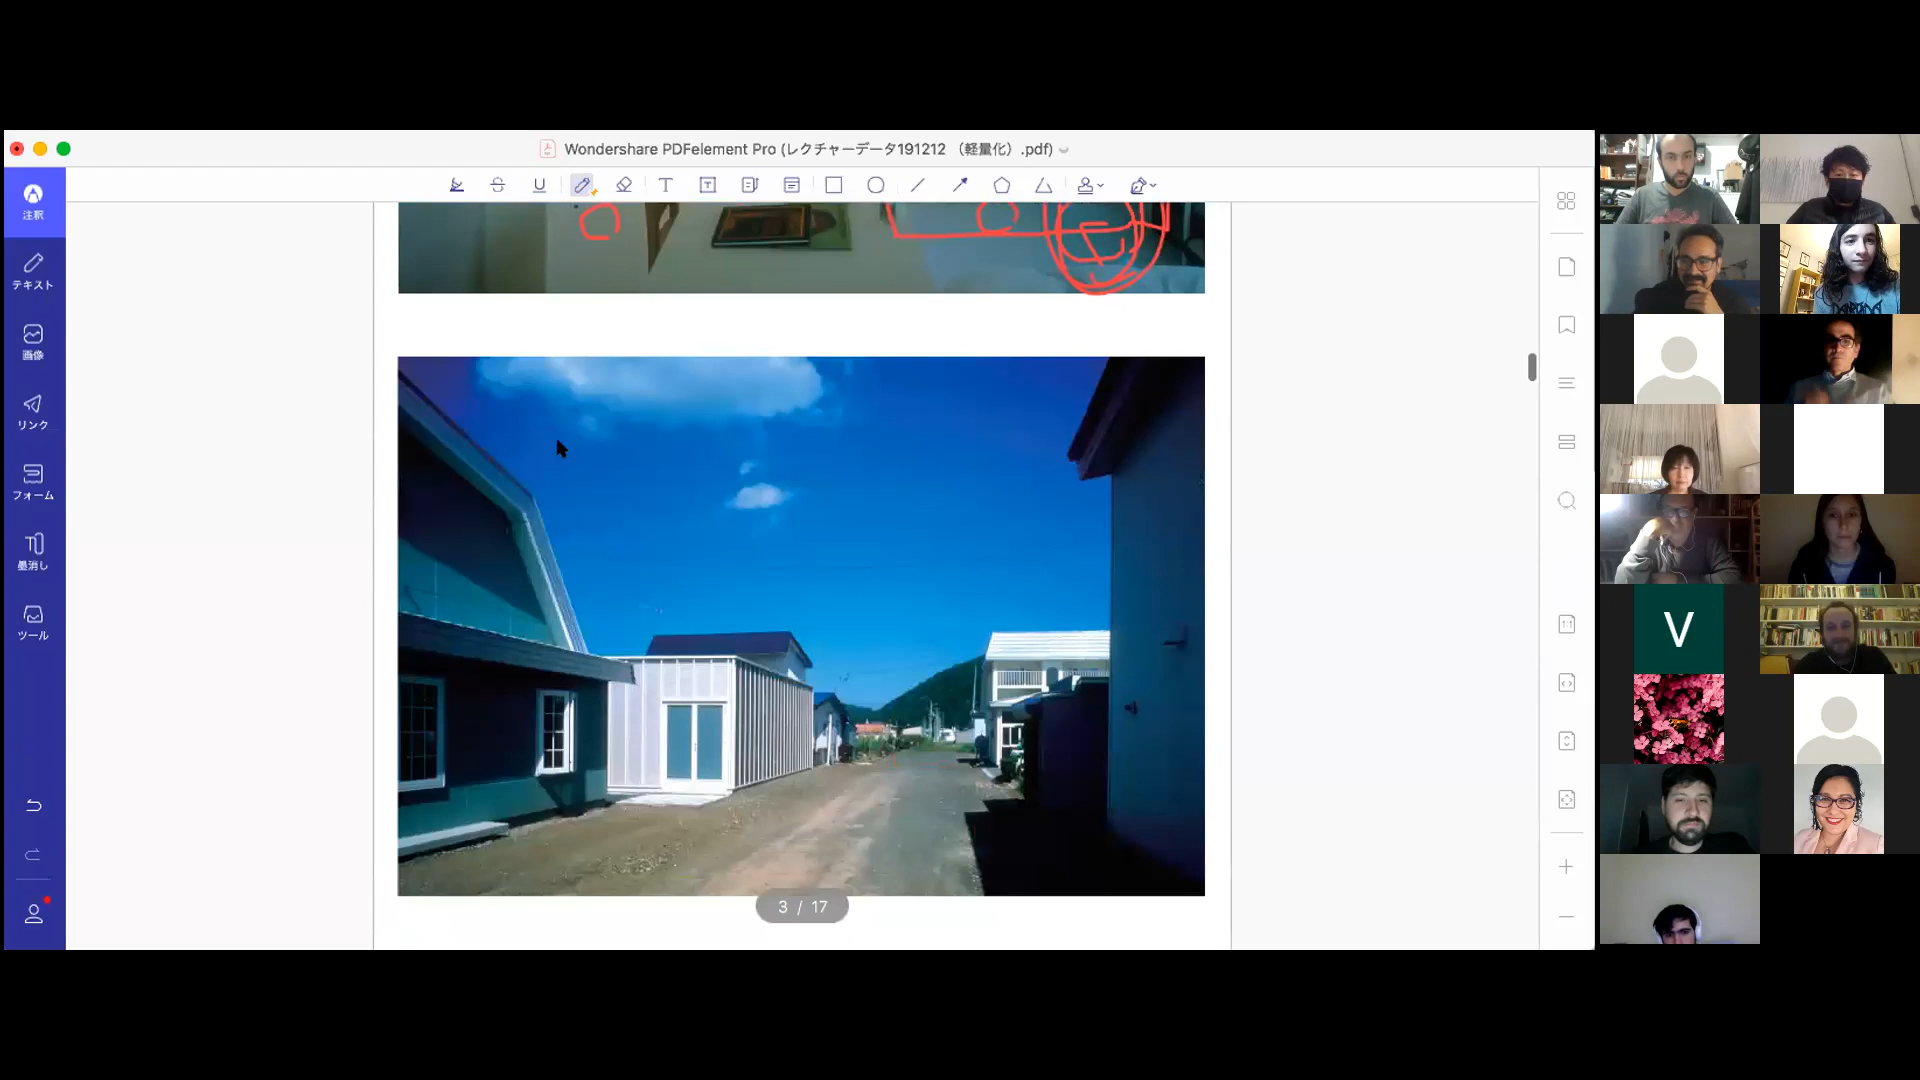 Wondershare PDFelement Pro (レクチャーデータ191212 （軽量化）.pdf)
注釈
テキスト
画像
リンク
フォーム
墨消し
ツール
3 / 17
V